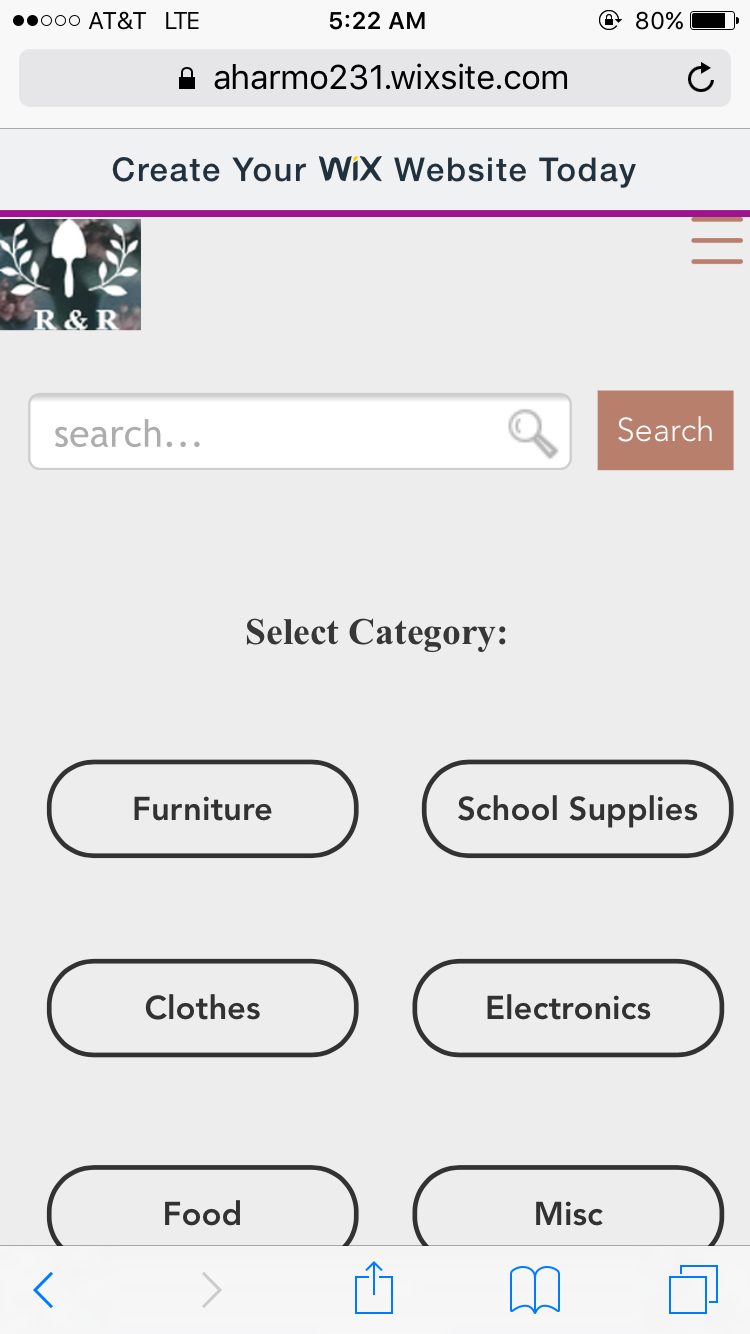 AT&T LTE 5:22 AM 80%
aharmo231.wixsite.com
Create Your WiX Website Today
R & R
search...
Search
Select Category:
Furniture
School Supplies
Clothes
Electronics
Food
Misc